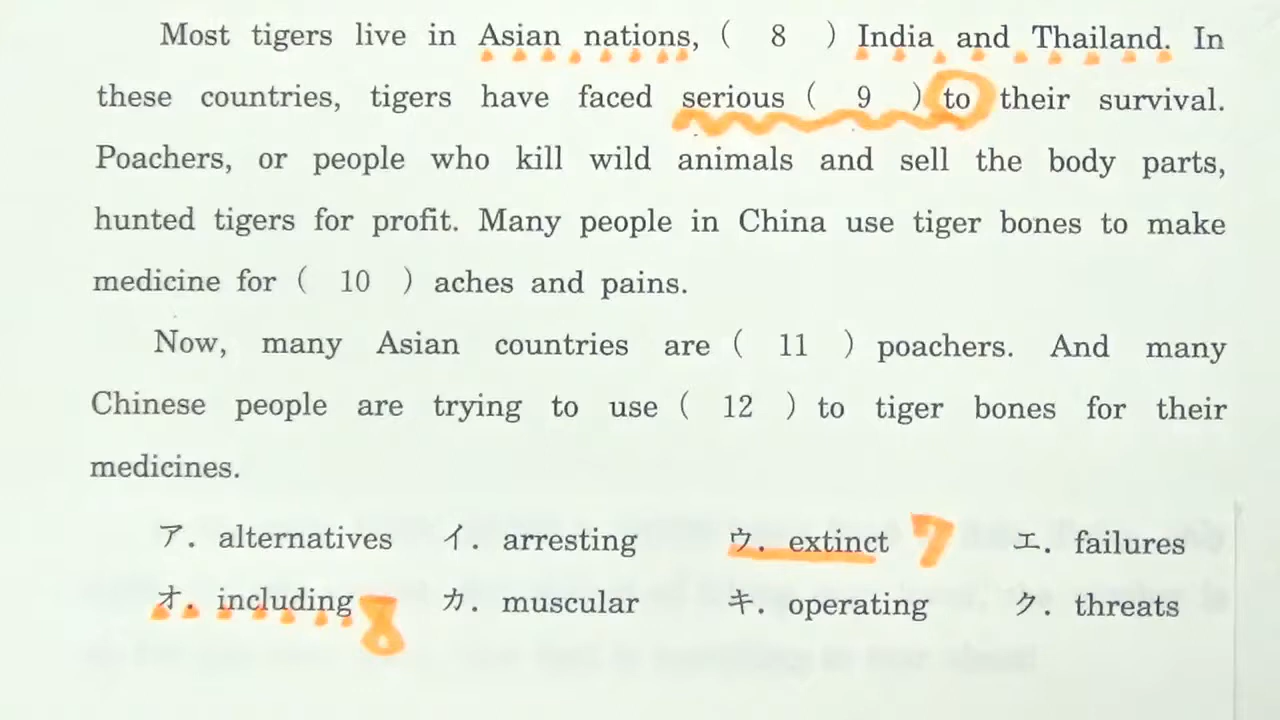 Most tigers live in Asian nations, ( 8 ) India and Thailand. In
these countries, tigers have faced serious ( 9 ) to their survival.
Poachers, or people who kill wild animals and sell the body parts,
hunted tigers for profit. Many people in China use tiger bones to make
medicine for ( 10 ) aches and pains.
Now, many Asian countries are ( 11 ) poachers. And many
Chinese people are trying to use ( 12 ) to tiger bones for their
medicines.
ア. alternatives イ. arresting ウ. extinct 7 エ. failures
オ. including 8 カ. muscular キ. operating ク. threats